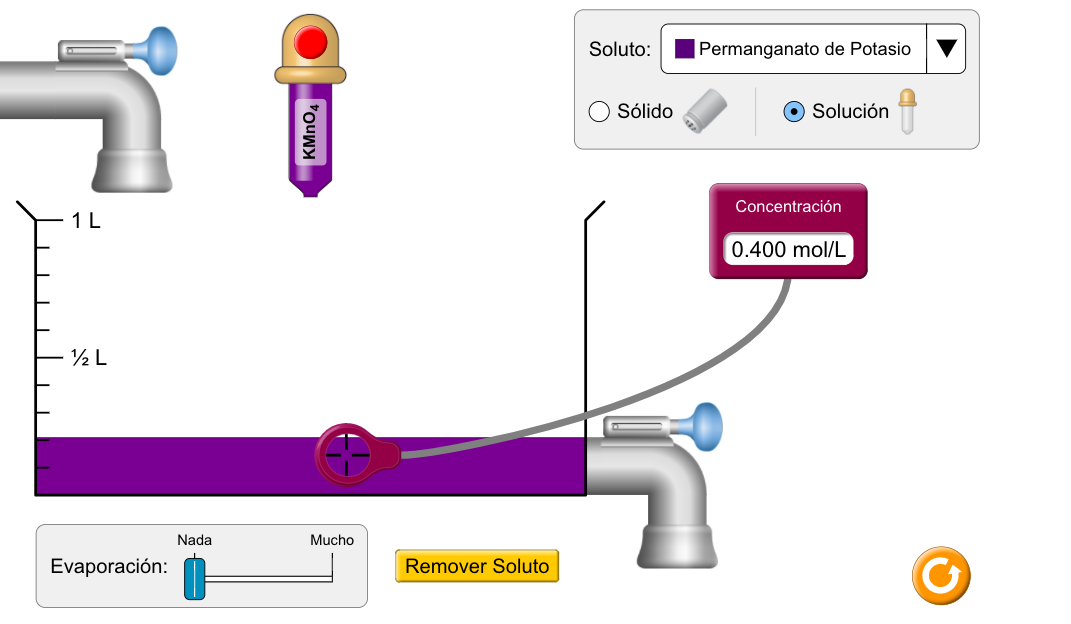 Soluto:
Permanganato de Potasio
Sólido
Solución
KMnO₄
Concentración
0.400 mol/L
1 L
½ L
Nada
Mucho
Evaporación:
Remover Soluto